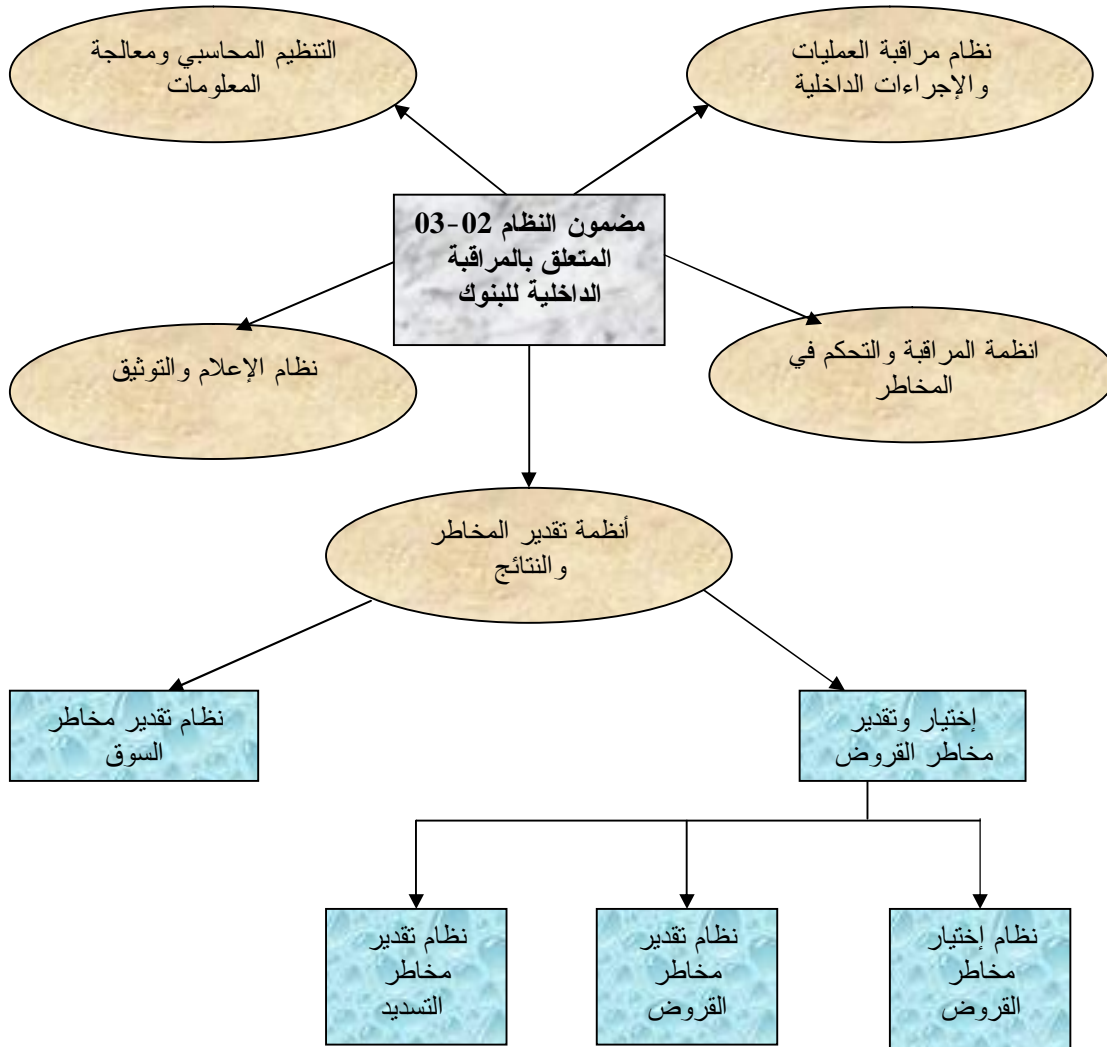 نظام مراقبة العمليات
والإجراءات الداخلية
التنظيم المحاسبي ومعالجة
المعلومات
مضمون النظام 02-03
المتعلق بالمراقبة
الداخلية للبنوك
انظمة المراقبة والتحكم في
المخاطر
نظام الإعلام والتوثيق
أنظمة تقدير المخاطر
والنتائج
إختيار وتقدير
مخاطر القروض
نظام تقدير مخاطر
السوق
نظام إختيار
مخاطر
القروض
نظام تقدير
مخاطر
القروض
نظام تقدير
مخاطر
التسديد